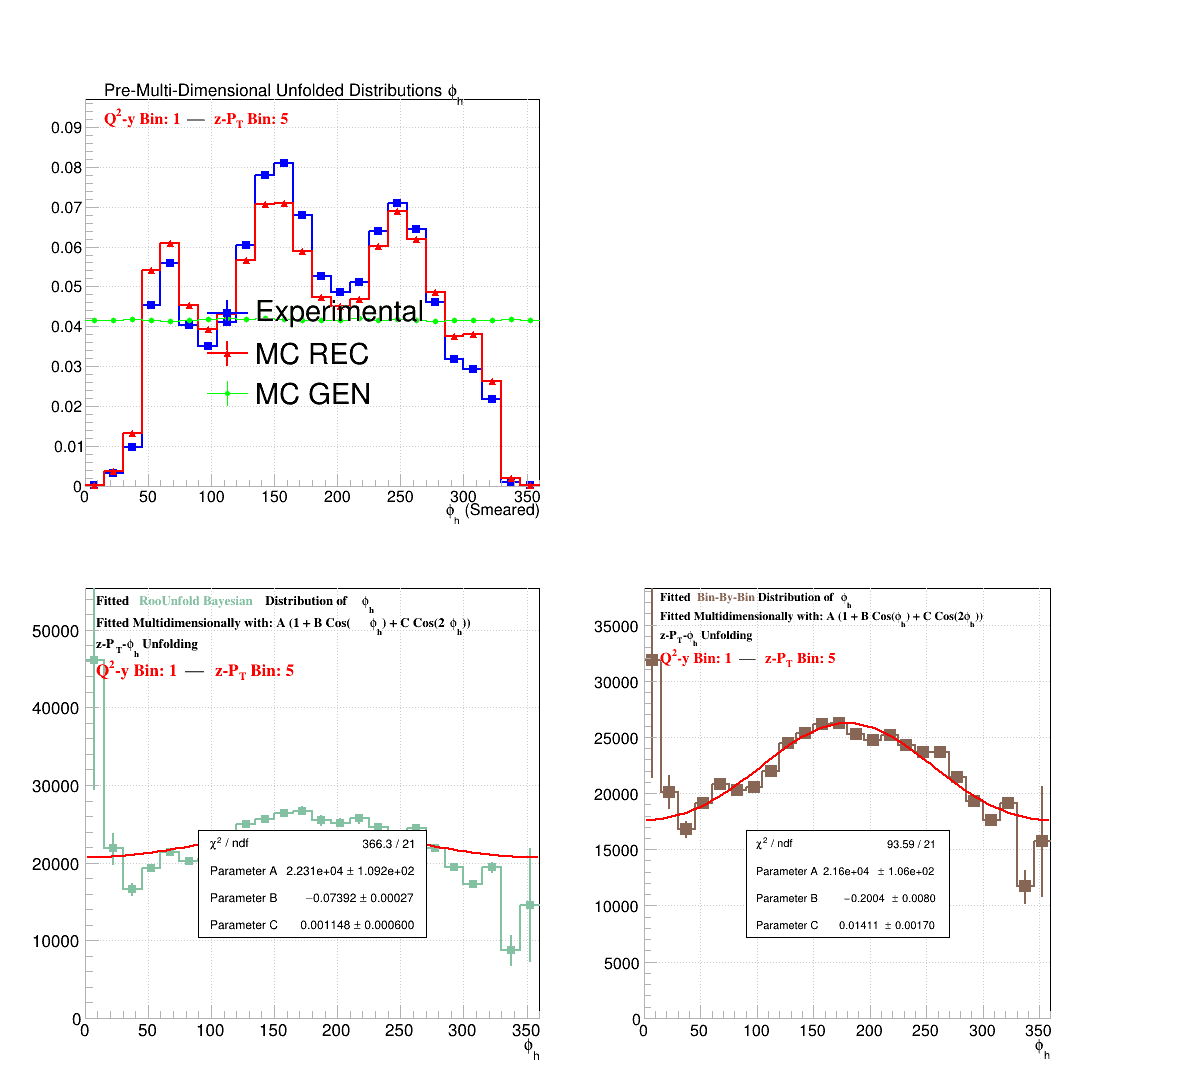 Pre-Multi-Dimensional Unfolded Distributions ϕh
Q2-y Bin: 1 — z-PT Bin: 5
0.09
0.08
0.07
0.06
0.05
0.04
0.03
0.02
0.01
0
Experimental
MC REC
MC GEN
0 50 100 150 200 250 300 350
ϕh (Smeared)
Fitted RooUnfold Bayesian Distribution of ϕh
Fitted Multidimensionally with: A (1 + B Cos(ϕh) + C Cos(2 ϕh))
z-PT-ϕh Unfolding
Q2-y Bin: 1 — z-PT Bin: 5
50000
40000
30000
20000
10000
0
χ2 / ndf 366.3 / 21
Parameter A 2.231e+04 ± 1.092e+02
Parameter B −0.07392 ± 0.00027
Parameter C 0.001148 ± 0.000600
0 50 100 150 200 250 300 350
ϕh
Fitted Bin-By-Bin Distribution of ϕh
Fitted Multidimensionally with: A (1 + B Cos(ϕh) + C Cos(2ϕh))
z-PT-ϕh Unfolding
Q2-y Bin: 1 — z-PT Bin: 5
35000
30000
25000
20000
15000
10000
5000
0
χ2 / ndf 93.59 / 21
Parameter A 2.16e+04 ± 1.06e+02
Parameter B −0.2004 ± 0.0080
Parameter C 0.01411 ± 0.00170
0 50 100 150 200 250 300 350
ϕh